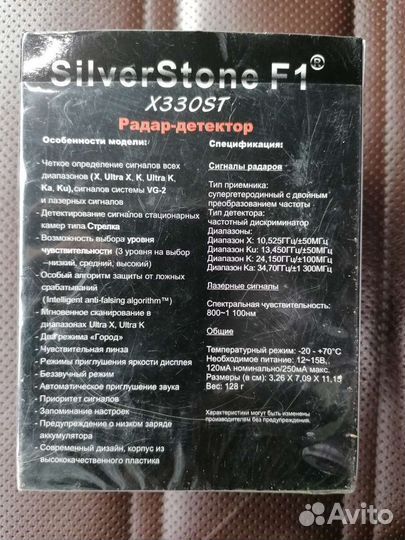 SilverStone F1®
X330ST
Радар-детектор
Особенности модели:
- Четкое определение сигналов всех
диапазонов (X, Ultra X, K, Ultra K,
Ka, Ku),сигналов системы VG-2
и лазерных сигналов
- Детектирование сигналов стационарных
камер типа Стрелка
- Возможность выбора уровня
чувствительности (3 уровня на выбор
–низкий, средний, высокий)
- Особый алгоритм защиты от ложных
срабатываний
(Intelligent anti-falsing algorithm™)
- Мгновенное сканирование в
диапазонах Ultra X, Ultra K
- Два режима «Город»
- Чувствительная линза
- Режимы приглушения яркости дисплея
- Беззвучный режим
- Автоматическое приглушение звука
- Приоритет сигналов
- Запоминание настроек
- Предупреждение о низком заряде
аккумулятора
- Современный дизайн, корпус из
высококачественного пластика
Спецификация:
Сигналы радаров
Тип приемника:
супергетеродинный с двойным
преобразованием частоты
Тип детектора:
частотный дискриминатор
Диапазоны:
Диапазон X: 10,525ГГц/±50МГц
Диапазон Ku: 13,450ГГц/±50МГц
Диапазон K: 24,150ГГц/±100МГц
Диапазон Ka: 34,70ГГц/±1 300МГц
Лазерные сигналы
Спектральная чувствительность:
800~1 100нм
Общие
Температурный режим: -20 - +70°C
Необходимое питание: 12~15В,
120мА номинально/250мА макс.
Размеры (в см): 3,26 X 7,09 X 11,15
Вес: 128 г
Характеристики могут быть изменены
производителем без предупреждения.
Avito